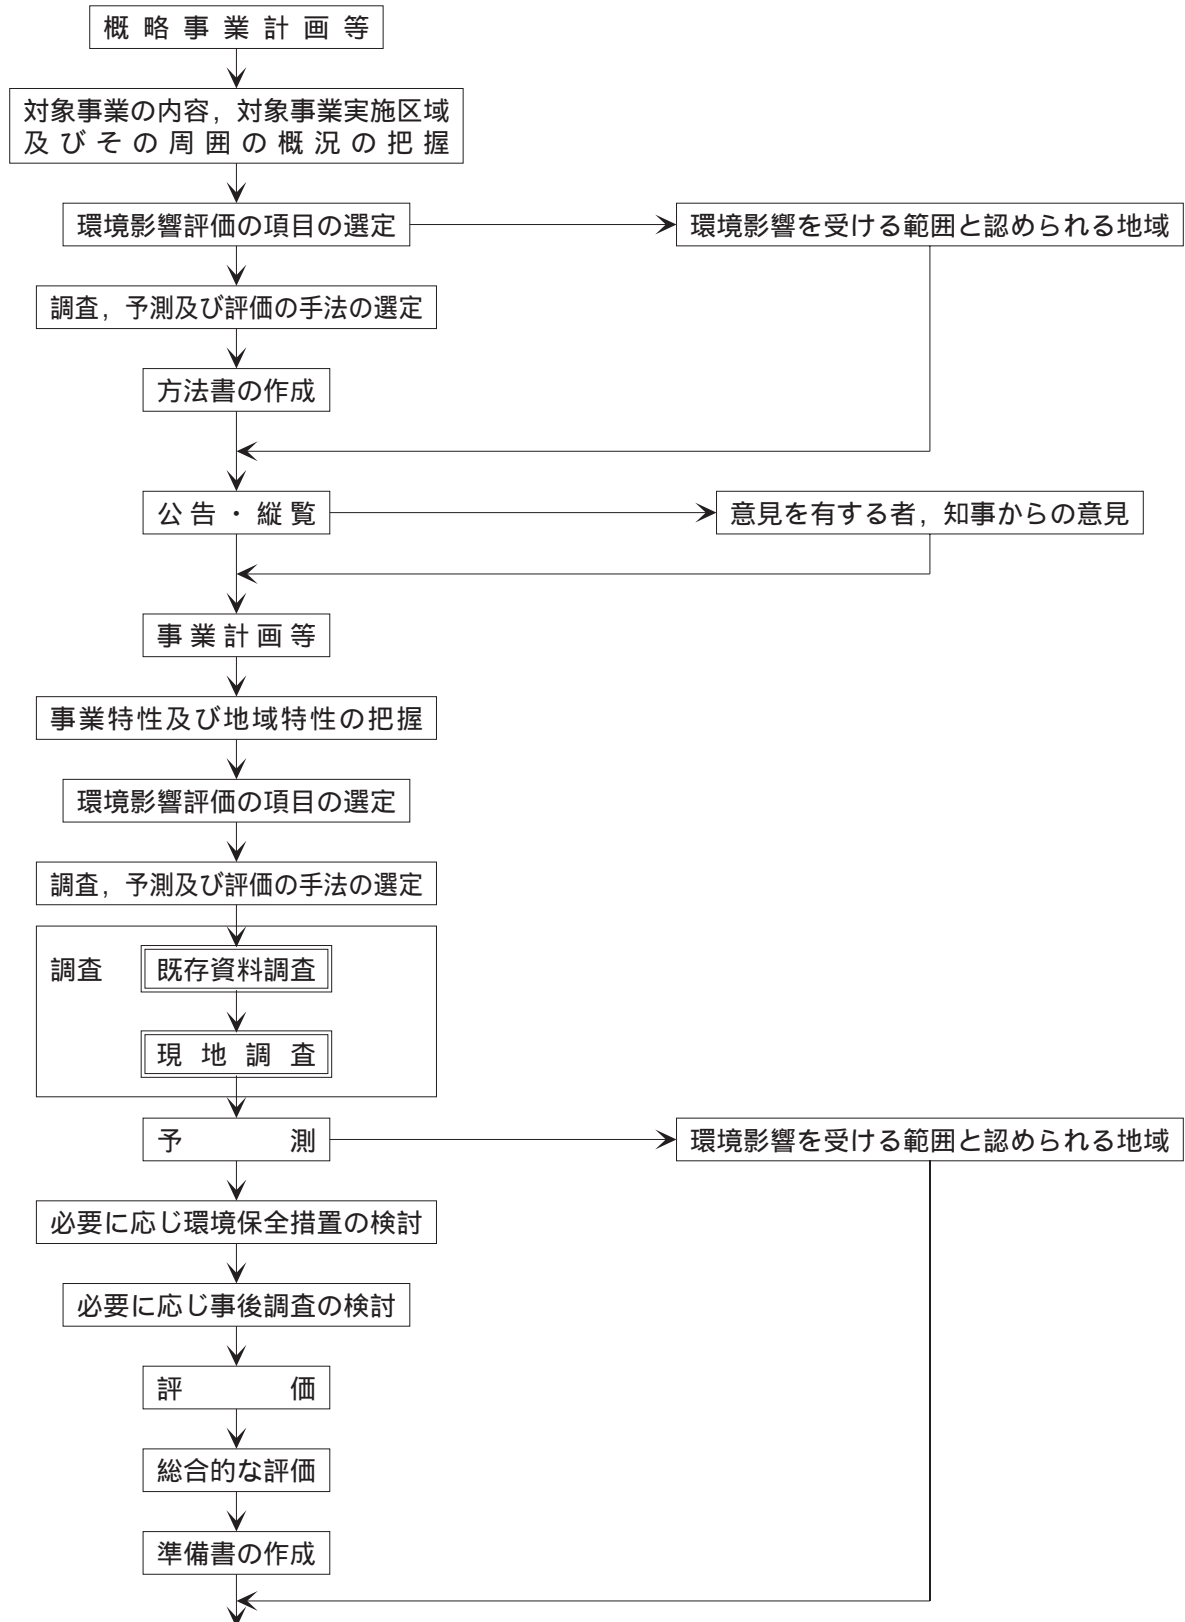 概略事業計画等
対象事業の内容，対象事業実施区域
及びその周囲の概況の把握
環境影響評価の項目の選定
環境影響を受ける範囲と認められる地域
調査，予測及び評価の手法の選定
方法書の作成
公告・縦覧
意見を有する者，知事からの意見
事業計画等
事業特性及び地域特性の把握
環境影響評価の項目の選定
調査，予測及び評価の手法の選定
調査
既存資料調査
現地調査
予測
環境影響を受ける範囲と認められる地域
必要に応じ環境保全措置の検討
必要に応じ事後調査の検討
評価
総合的な評価
準備書の作成